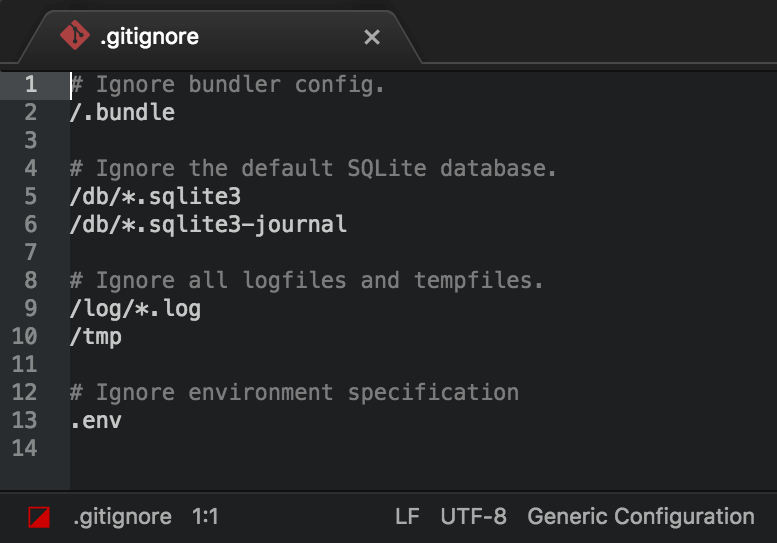 .gitignore ×
1 # Ignore bundler config.
2 /.bundle
3
4 # Ignore the default SQLite database.
5 /db/*.sqlite3
6 /db/*.sqlite3-journal
7
8 # Ignore all logfiles and tempfiles.
9 /log/*.log
10 /tmp
11
12 # Ignore environment specification
13 .env
14
.gitignore 1:1 LF UTF-8 Generic Configuration